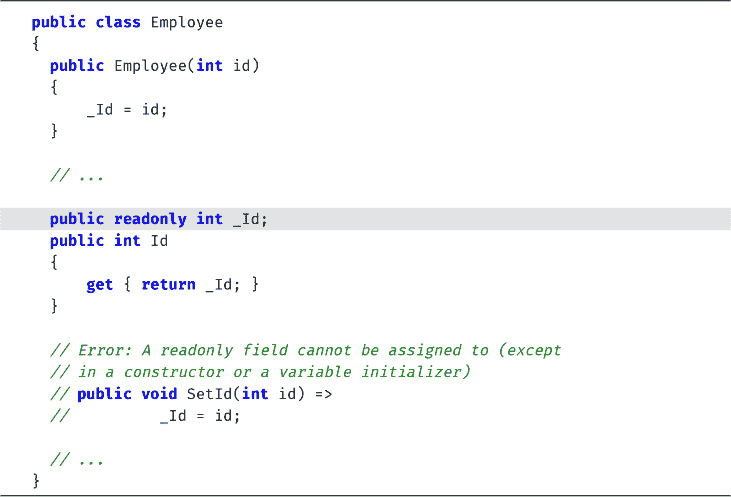 public class Employee
{
  public Employee(int id)
  {
      _Id = id;
  }

  // ...

  public readonly int _Id;
  public int Id
  {
      get { return _Id; }
  }

  // Error: A readonly field cannot be assigned to (except
  // in a constructor or a variable initializer)
  // public void SetId(int id) =>
  //          _Id = id;

  // ...
}